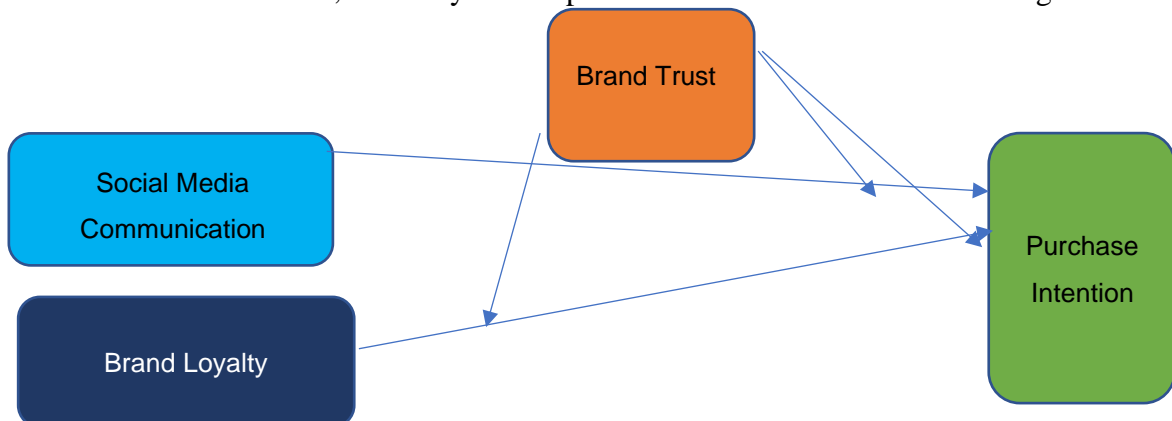 Brand Trust
Social Media
Communication
Purchase
Intention
Brand Loyalty